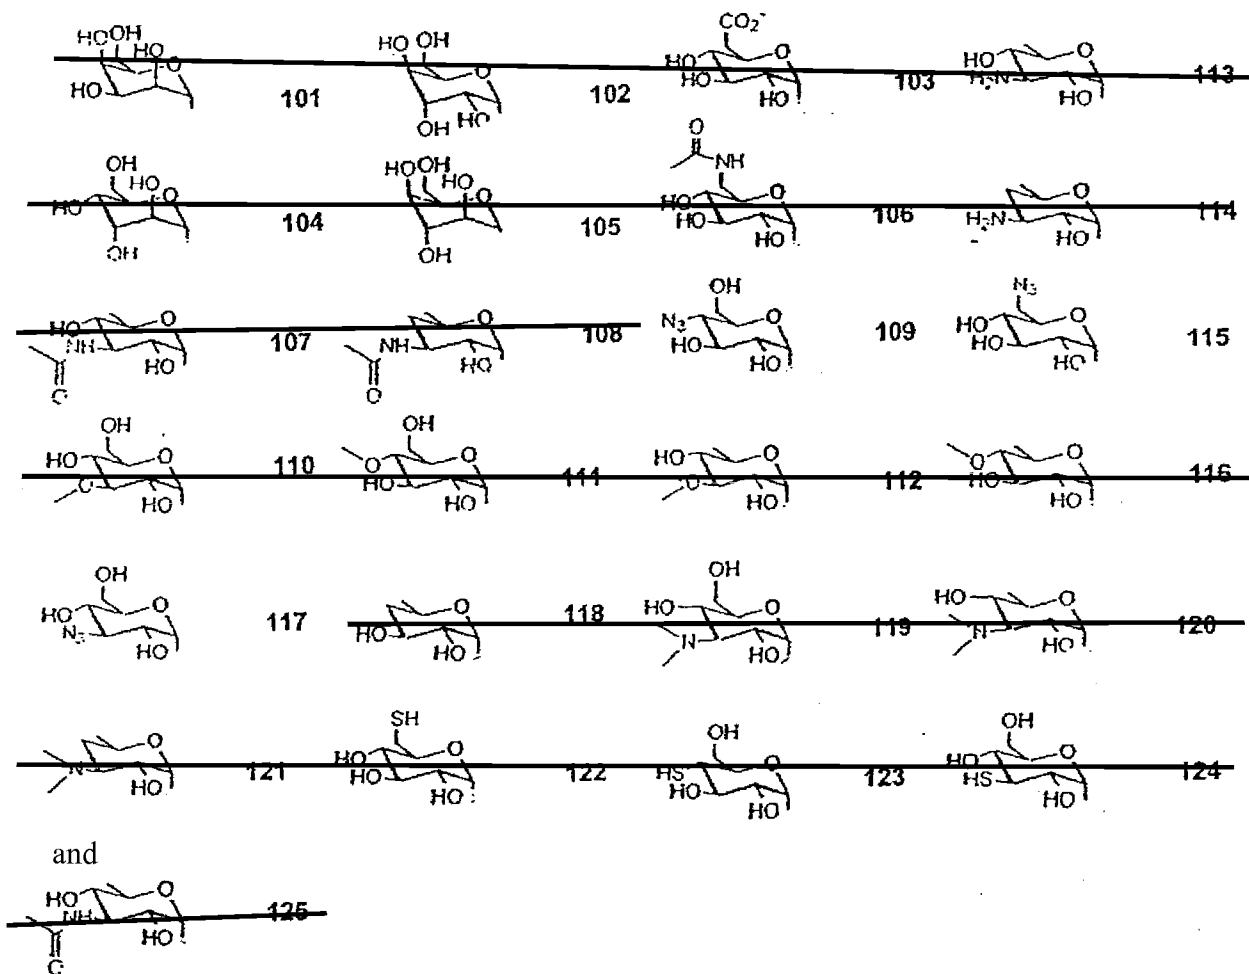 HO OH HO O HO 101
HO OH O HO OH 102
CO₂⁻ HO O HO HO 103
HO O H₃N HO 113
OH HO O HO OH 104
HO OH HO O OH 105
O NH HO O HO HO 106
O H₂N HO 114
HO O NH HO O 107
O NH HO O 108
OH N₃ O HO HO 109
N₃ HO O HO HO 115
OH HO O O HO 110
OH O O HO HO 111
HO O O HO 112
O O HO HO 116
OH HO O N₃ HO 117
O HO HO 118
OH HO O N HO 119
HO O N HO 120
O N HO 121
SH HO O HO HO 122
OH HS O HO HO 123
OH HO O HS HO 124
and
HO O NH HO O 125